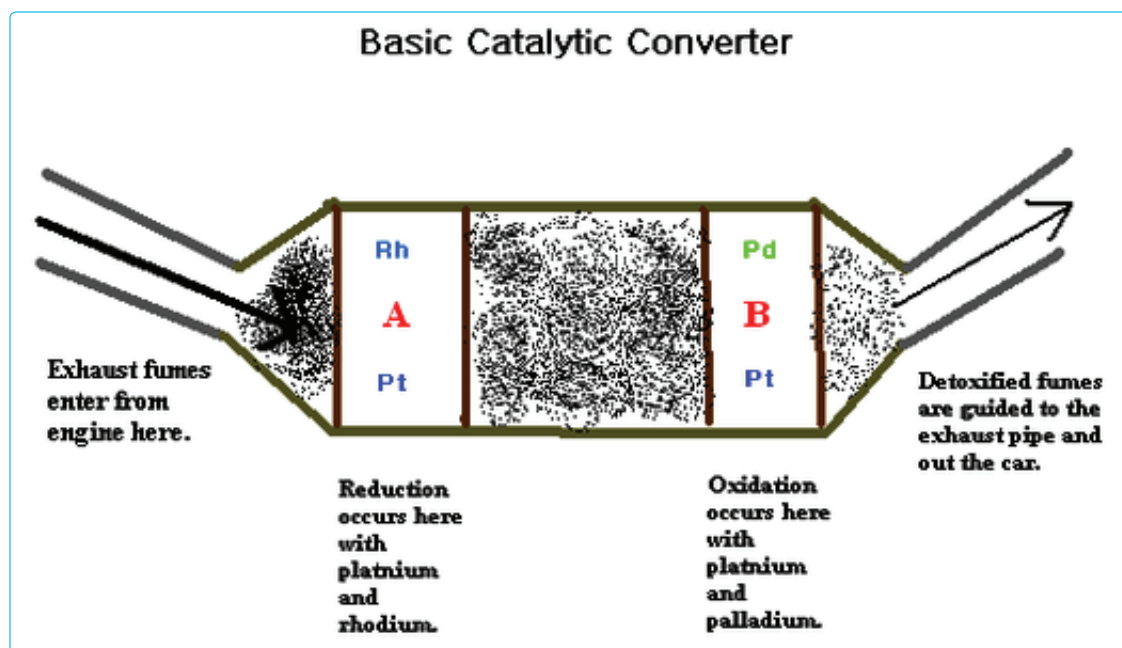 Basic Catalytic Converter
Rh
A
Pt
Pd
B
Pt
Exhaust fumes
enter from
engine here.
Reduction
occurs here
with
platnium
and
rhodium.
Oxidation
occurs here
with
platnium
and
palladium.
Detoxified fumes
are guided to the
exhaust pipe and
out the car.